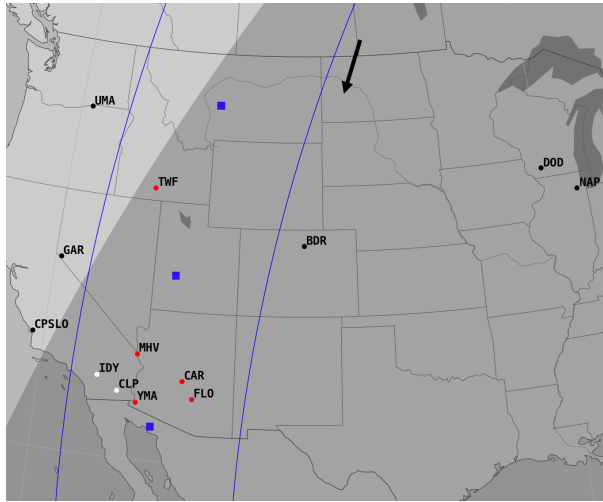 UMA
DOD
TWF
NAP
BDR
GAR
CPSLO
MHV
IDY
CAR
CLP
YMA
FLO